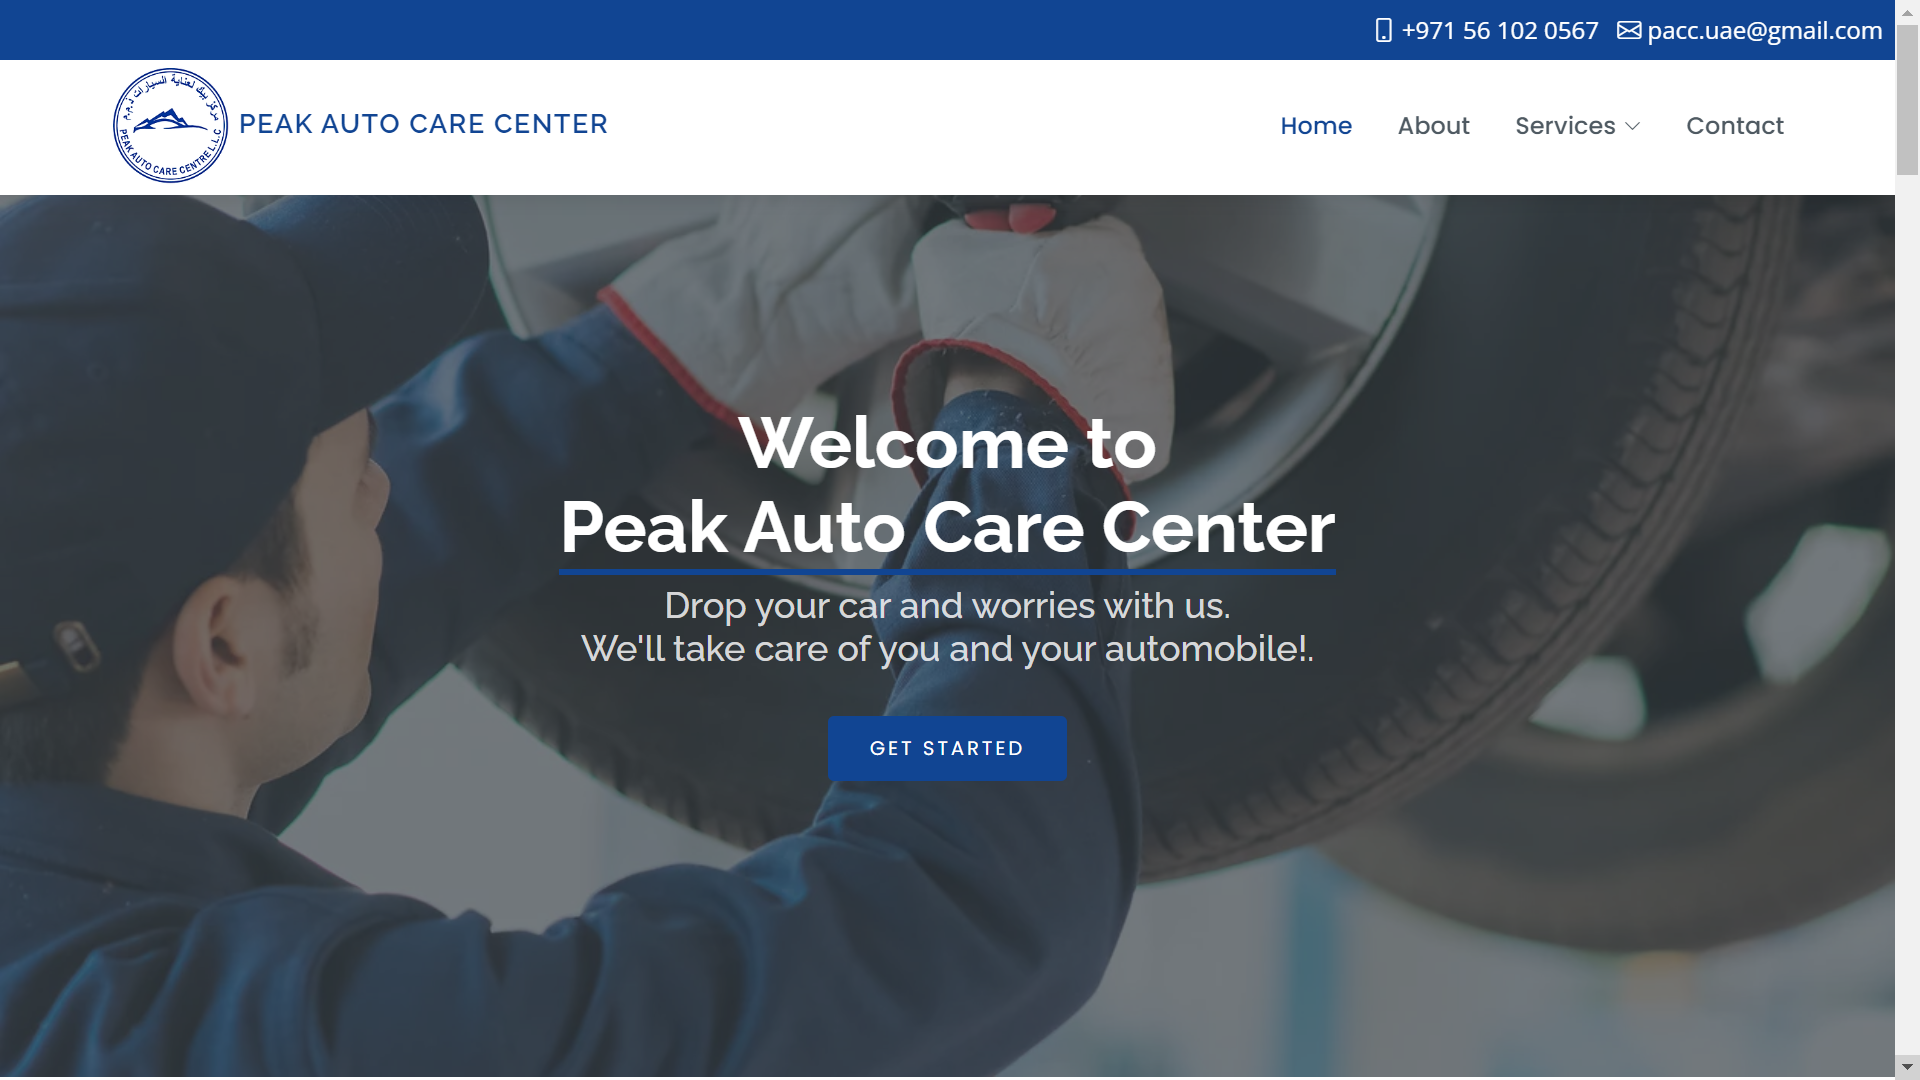 +971 56 102 0567 pacc.uae@gmail.com
مركز بيك لعناية السيارات ذ.م.م
PEAK AUTO CARE CENTRE L.L.C
PEAK AUTO CARE CENTER
Home About Services Contact
Welcome to
Peak Auto Care Center
Drop your car and worries with us.
We'll take care of you and your automobile!.
GET STARTED